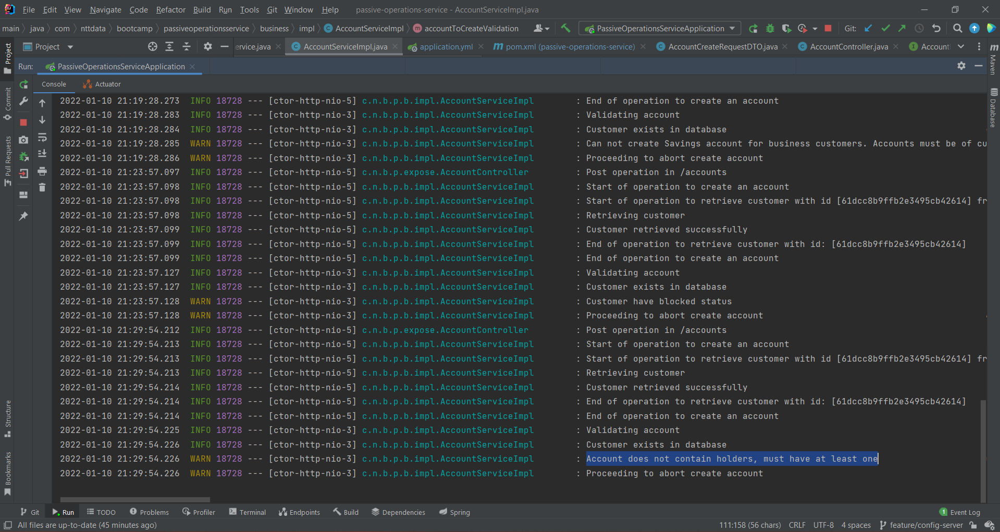 File Edit View Navigate Code Refactor Build Run Tools Git Window Help passive-operations-service - AccountServiceImpl.java
main java com nttdata bootcamp passiveoperationsservice business impl AccountServiceImpl accountToCreateValidation PassiveOperationsServiceApplication Git:
Project ervice.java AccountServiceImpl.java application.yml pom.xml (passive-operations-service) AccountCreateRequestDTO.java AccountController.java Account
Run: PassiveOperationsServiceApplication
Console Actuator
2022-01-10 21:19:28.273 INFO 18728 --- [ctor-http-nio-5] c.n.b.p.b.impl.AccountServiceImpl : End of operation to create an account
2022-01-10 21:19:28.283 INFO 18728 --- [ctor-http-nio-3] c.n.b.p.b.impl.AccountServiceImpl : Validating account
2022-01-10 21:19:28.284 INFO 18728 --- [ctor-http-nio-3] c.n.b.p.b.impl.AccountServiceImpl : Customer exists in database
2022-01-10 21:19:28.285 WARN 18728 --- [ctor-http-nio-3] c.n.b.p.b.impl.AccountServiceImpl : Can not create Savings account for business customers. Accounts must be of cu
2022-01-10 21:19:28.286 WARN 18728 --- [ctor-http-nio-3] c.n.b.p.b.impl.AccountServiceImpl : Proceeding to abort create account
2022-01-10 21:23:57.097 INFO 18728 --- [ctor-http-nio-5] c.n.b.p.expose.AccountController : Post operation in /accounts
2022-01-10 21:23:57.098 INFO 18728 --- [ctor-http-nio-5] c.n.b.p.b.impl.AccountServiceImpl : Start of operation to create an account
2022-01-10 21:23:57.098 INFO 18728 --- [ctor-http-nio-5] c.n.b.p.b.impl.AccountServiceImpl : Start of operation to retrieve customer with id [61dcc8b9ffb2e3495cb42614] fr
2022-01-10 21:23:57.098 INFO 18728 --- [ctor-http-nio-5] c.n.b.p.b.impl.AccountServiceImpl : Retrieving customer
2022-01-10 21:23:57.099 INFO 18728 --- [ctor-http-nio-5] c.n.b.p.b.impl.AccountServiceImpl : Customer retrieved successfully
2022-01-10 21:23:57.099 INFO 18728 --- [ctor-http-nio-5] c.n.b.p.b.impl.AccountServiceImpl : End of operation to retrieve customer with id: [61dcc8b9ffb2e3495cb42614]
2022-01-10 21:23:57.099 INFO 18728 --- [ctor-http-nio-5] c.n.b.p.b.impl.AccountServiceImpl : End of operation to create an account
2022-01-10 21:23:57.127 INFO 18728 --- [ctor-http-nio-3] c.n.b.p.b.impl.AccountServiceImpl : Validating account
2022-01-10 21:23:57.127 INFO 18728 --- [ctor-http-nio-3] c.n.b.p.b.impl.AccountServiceImpl : Customer exists in database
2022-01-10 21:23:57.128 WARN 18728 --- [ctor-http-nio-3] c.n.b.p.b.impl.AccountServiceImpl : Customer have blocked status
2022-01-10 21:23:57.128 WARN 18728 --- [ctor-http-nio-3] c.n.b.p.b.impl.AccountServiceImpl : Proceeding to abort create account
2022-01-10 21:29:54.212 INFO 18728 --- [ctor-http-nio-5] c.n.b.p.expose.AccountController : Post operation in /accounts
2022-01-10 21:29:54.213 INFO 18728 --- [ctor-http-nio-5] c.n.b.p.b.impl.AccountServiceImpl : Start of operation to create an account
2022-01-10 21:29:54.213 INFO 18728 --- [ctor-http-nio-5] c.n.b.p.b.impl.AccountServiceImpl : Start of operation to retrieve customer with id [61dcc8b9ffb2e3495cb42614] fr
2022-01-10 21:29:54.213 INFO 18728 --- [ctor-http-nio-5] c.n.b.p.b.impl.AccountServiceImpl : Retrieving customer
2022-01-10 21:29:54.214 INFO 18728 --- [ctor-http-nio-5] c.n.b.p.b.impl.AccountServiceImpl : Customer retrieved successfully
2022-01-10 21:29:54.214 INFO 18728 --- [ctor-http-nio-5] c.n.b.p.b.impl.AccountServiceImpl : End of operation to retrieve customer with id: [61dcc8b9ffb2e3495cb42614]
2022-01-10 21:29:54.214 INFO 18728 --- [ctor-http-nio-5] c.n.b.p.b.impl.AccountServiceImpl : End of operation to create an account
2022-01-10 21:29:54.225 INFO 18728 --- [ctor-http-nio-3] c.n.b.p.b.impl.AccountServiceImpl : Validating account
2022-01-10 21:29:54.226 INFO 18728 --- [ctor-http-nio-3] c.n.b.p.b.impl.AccountServiceImpl : Customer exists in database
2022-01-10 21:29:54.226 WARN 18728 --- [ctor-http-nio-3] c.n.b.p.b.impl.AccountServiceImpl : Account does not contain holders, must have at least one
2022-01-10 21:29:54.226 WARN 18728 --- [ctor-http-nio-3] c.n.b.p.b.impl.AccountServiceImpl : Proceeding to abort create account
Project
Commit
Pull Requests
Structure
Bookmarks
Maven
Database
Git Run TODO Problems Profiler Terminal Endpoints Build Dependencies Spring 1 Event Log
All files are up-to-date (45 minutes ago) 111:158 (56 chars) CRLF UTF-8 4 spaces feature/config-server